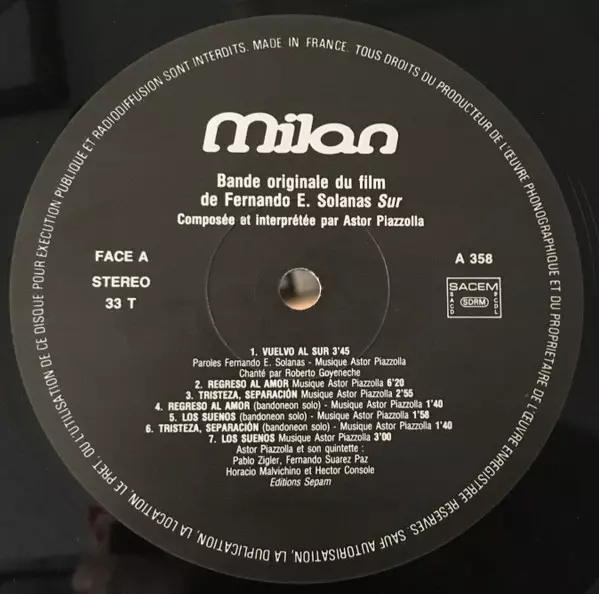 TOUS DROITS DU PRODUCTEUR DE L'ŒUVRE PHONOGRAPHIQUE ET DU PROPRIETAIRE DE L'ŒUVRE ENREGISTREE RESERVES. SAUF AUTORISATION, LA DUPLICATION, LA LOCATION, LE PRET, OU L'UTILISATION DE CE DISQUE POUR EXECUTION PUBLIQUE ET RADIODIFFUSION SONT INTERDITS. MADE IN FRANCE.
Milan
Bande originale du film
de Fernando E. Solanas Sur
Composée et interprétée par Astor Piazzolla
FACE A
STEREO
33 T
A 358
SACEM
SACD
SDRM
PCDL
1. VUELVO AL SUR 3'45
Paroles Fernando E. Solanas - Musique Astor Piazzolla
Chanté par Roberto Goyeneche
2. REGRESO AL AMOR Musique Astor Piazzolla 6'20
3. TRISTEZA, SEPARACIÓN Musique Astor Piazzolla 2'55
4. REGRESO AL AMOR (bandoneon solo) - Musique Astor Piazzolla 1'40
5. LOS SUENOS (bandoneon solo) - Musique Astor Piazzolla 1'58
6. TRISTEZA, SEPARACIÓN (bandoneon solo) - Musique Astor Piazzolla 1'40
7. LOS SUENOS Musique Astor Piazzolla 3'00
Astor Piazzolla et son quintette :
Pablo Zigler, Fernando Suarez Paz
Horacio Malvichino et Hector Console
Editions Sepam